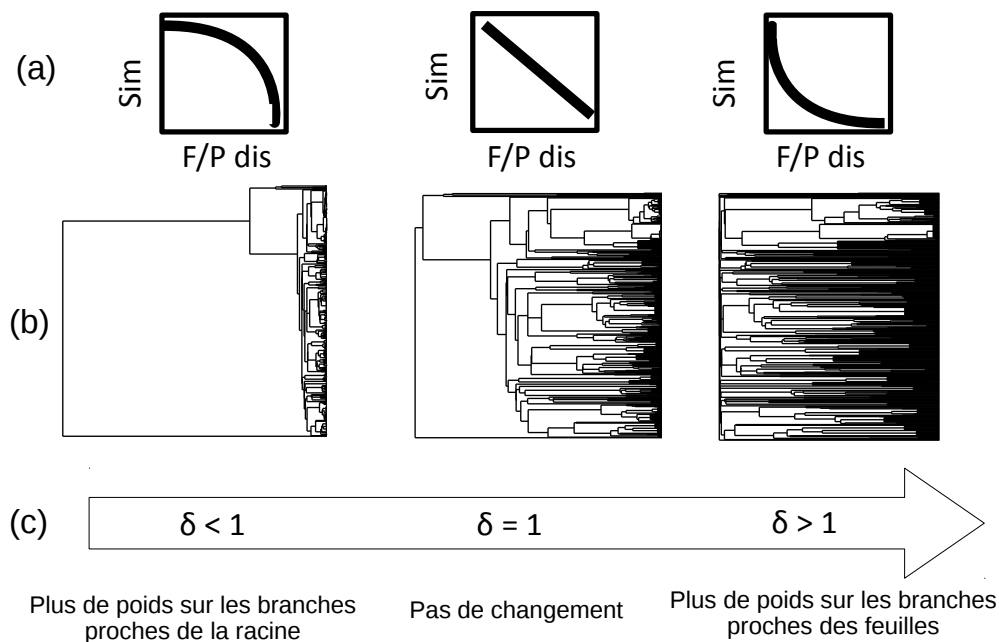 (a)
Sim
F/P dis
Sim
F/P dis
Sim
F/P dis
(b)
(c)
δ < 1
δ = 1
δ > 1
Plus de poids sur les branches
proches de la racine
Pas de changement
Plus de poids sur les branches
proches des feuilles